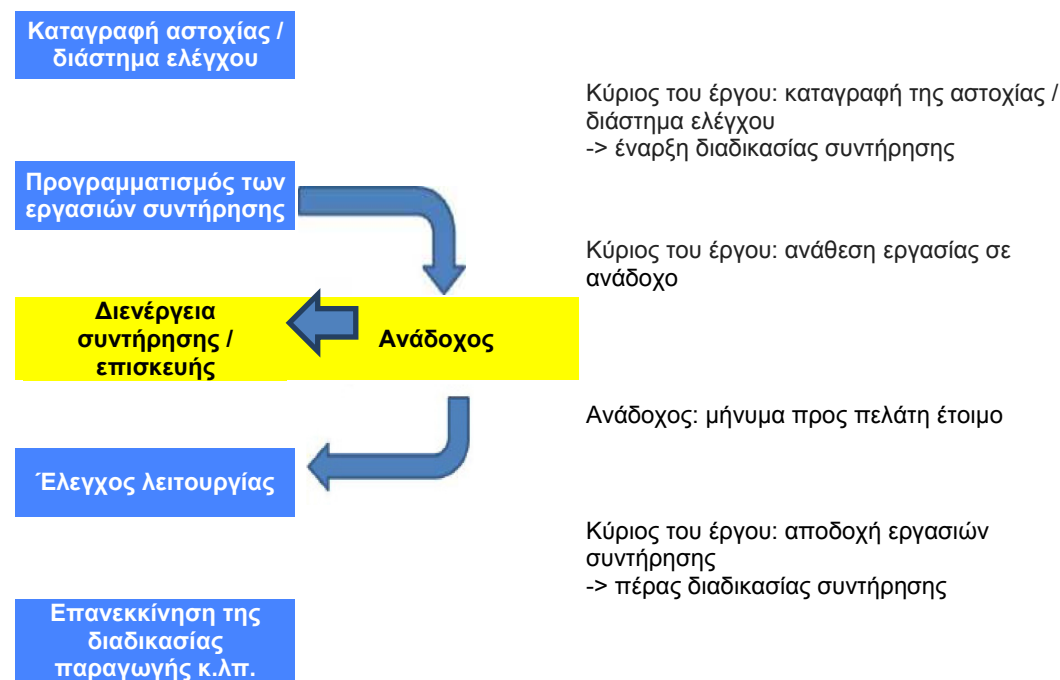 Καταγραφή αστοχίας /
διάστημα ελέγχου
Κύριος του έργου: καταγραφή της αστοχίας /
διάστημα ελέγχου
-> έναρξη διαδικασίας συντήρησης
Προγραμματισμός των
εργασιών συντήρησης
Κύριος του έργου: ανάθεση εργασίας σε
ανάδοχο
Διενέργεια
συντήρησης /
επισκευής
Ανάδοχος
Ανάδοχος: μήνυμα προς πελάτη έτοιμο
Έλεγχος λειτουργίας
Κύριος του έργου: αποδοχή εργασιών
συντήρησης
-> πέρας διαδικασίας συντήρησης
Επανεκκίνηση της
διαδικασίας
παραγωγής κ.λπ.